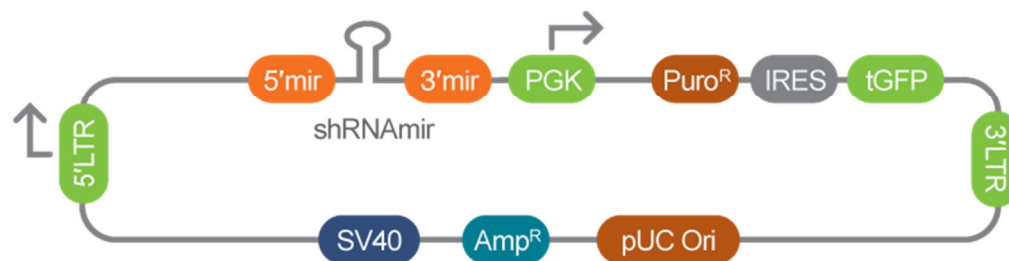 5'mir
3'mir
PGK
Puroᴿ
IRES
tGFP
shRNAmir
5'LTR
3'LTR
SV40
Ampᴿ
pUC Ori